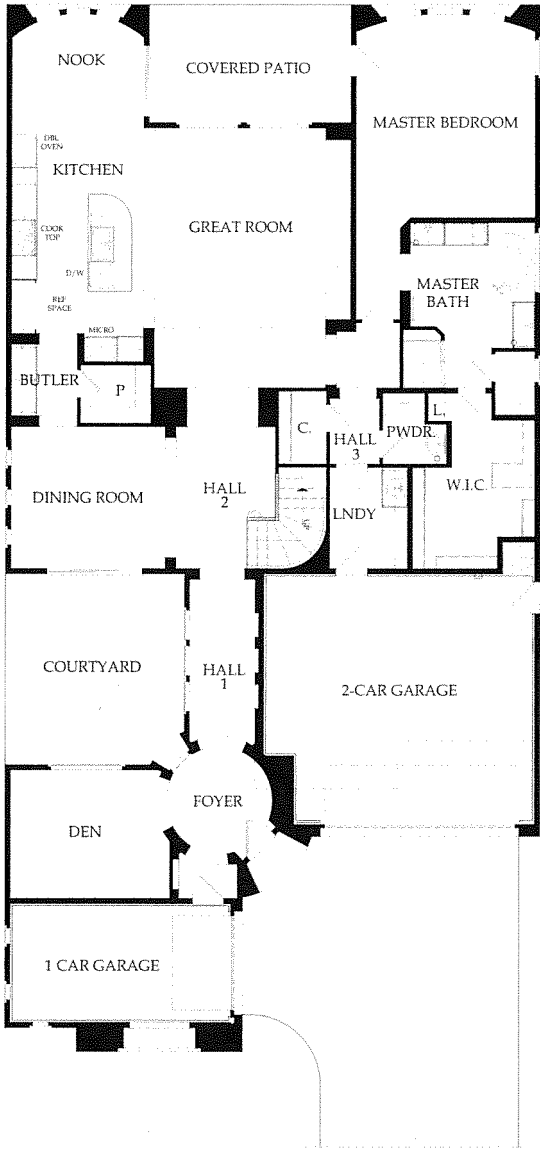 NOOK
COVERED PATIO
MASTER BEDROOM
DBL
OVEN
KITCHEN
GREAT ROOM
COOK
TOP
D/W
MASTER
BATH
REF
SPACE
MICRO
BUTLER
P
C.
HALL
3
PWDR.
L.
DINING ROOM
HALL
2
LNDY
W.I.C.
COURTYARD
HALL
1
2-CAR GARAGE
FOYER
DEN
1 CAR GARAGE